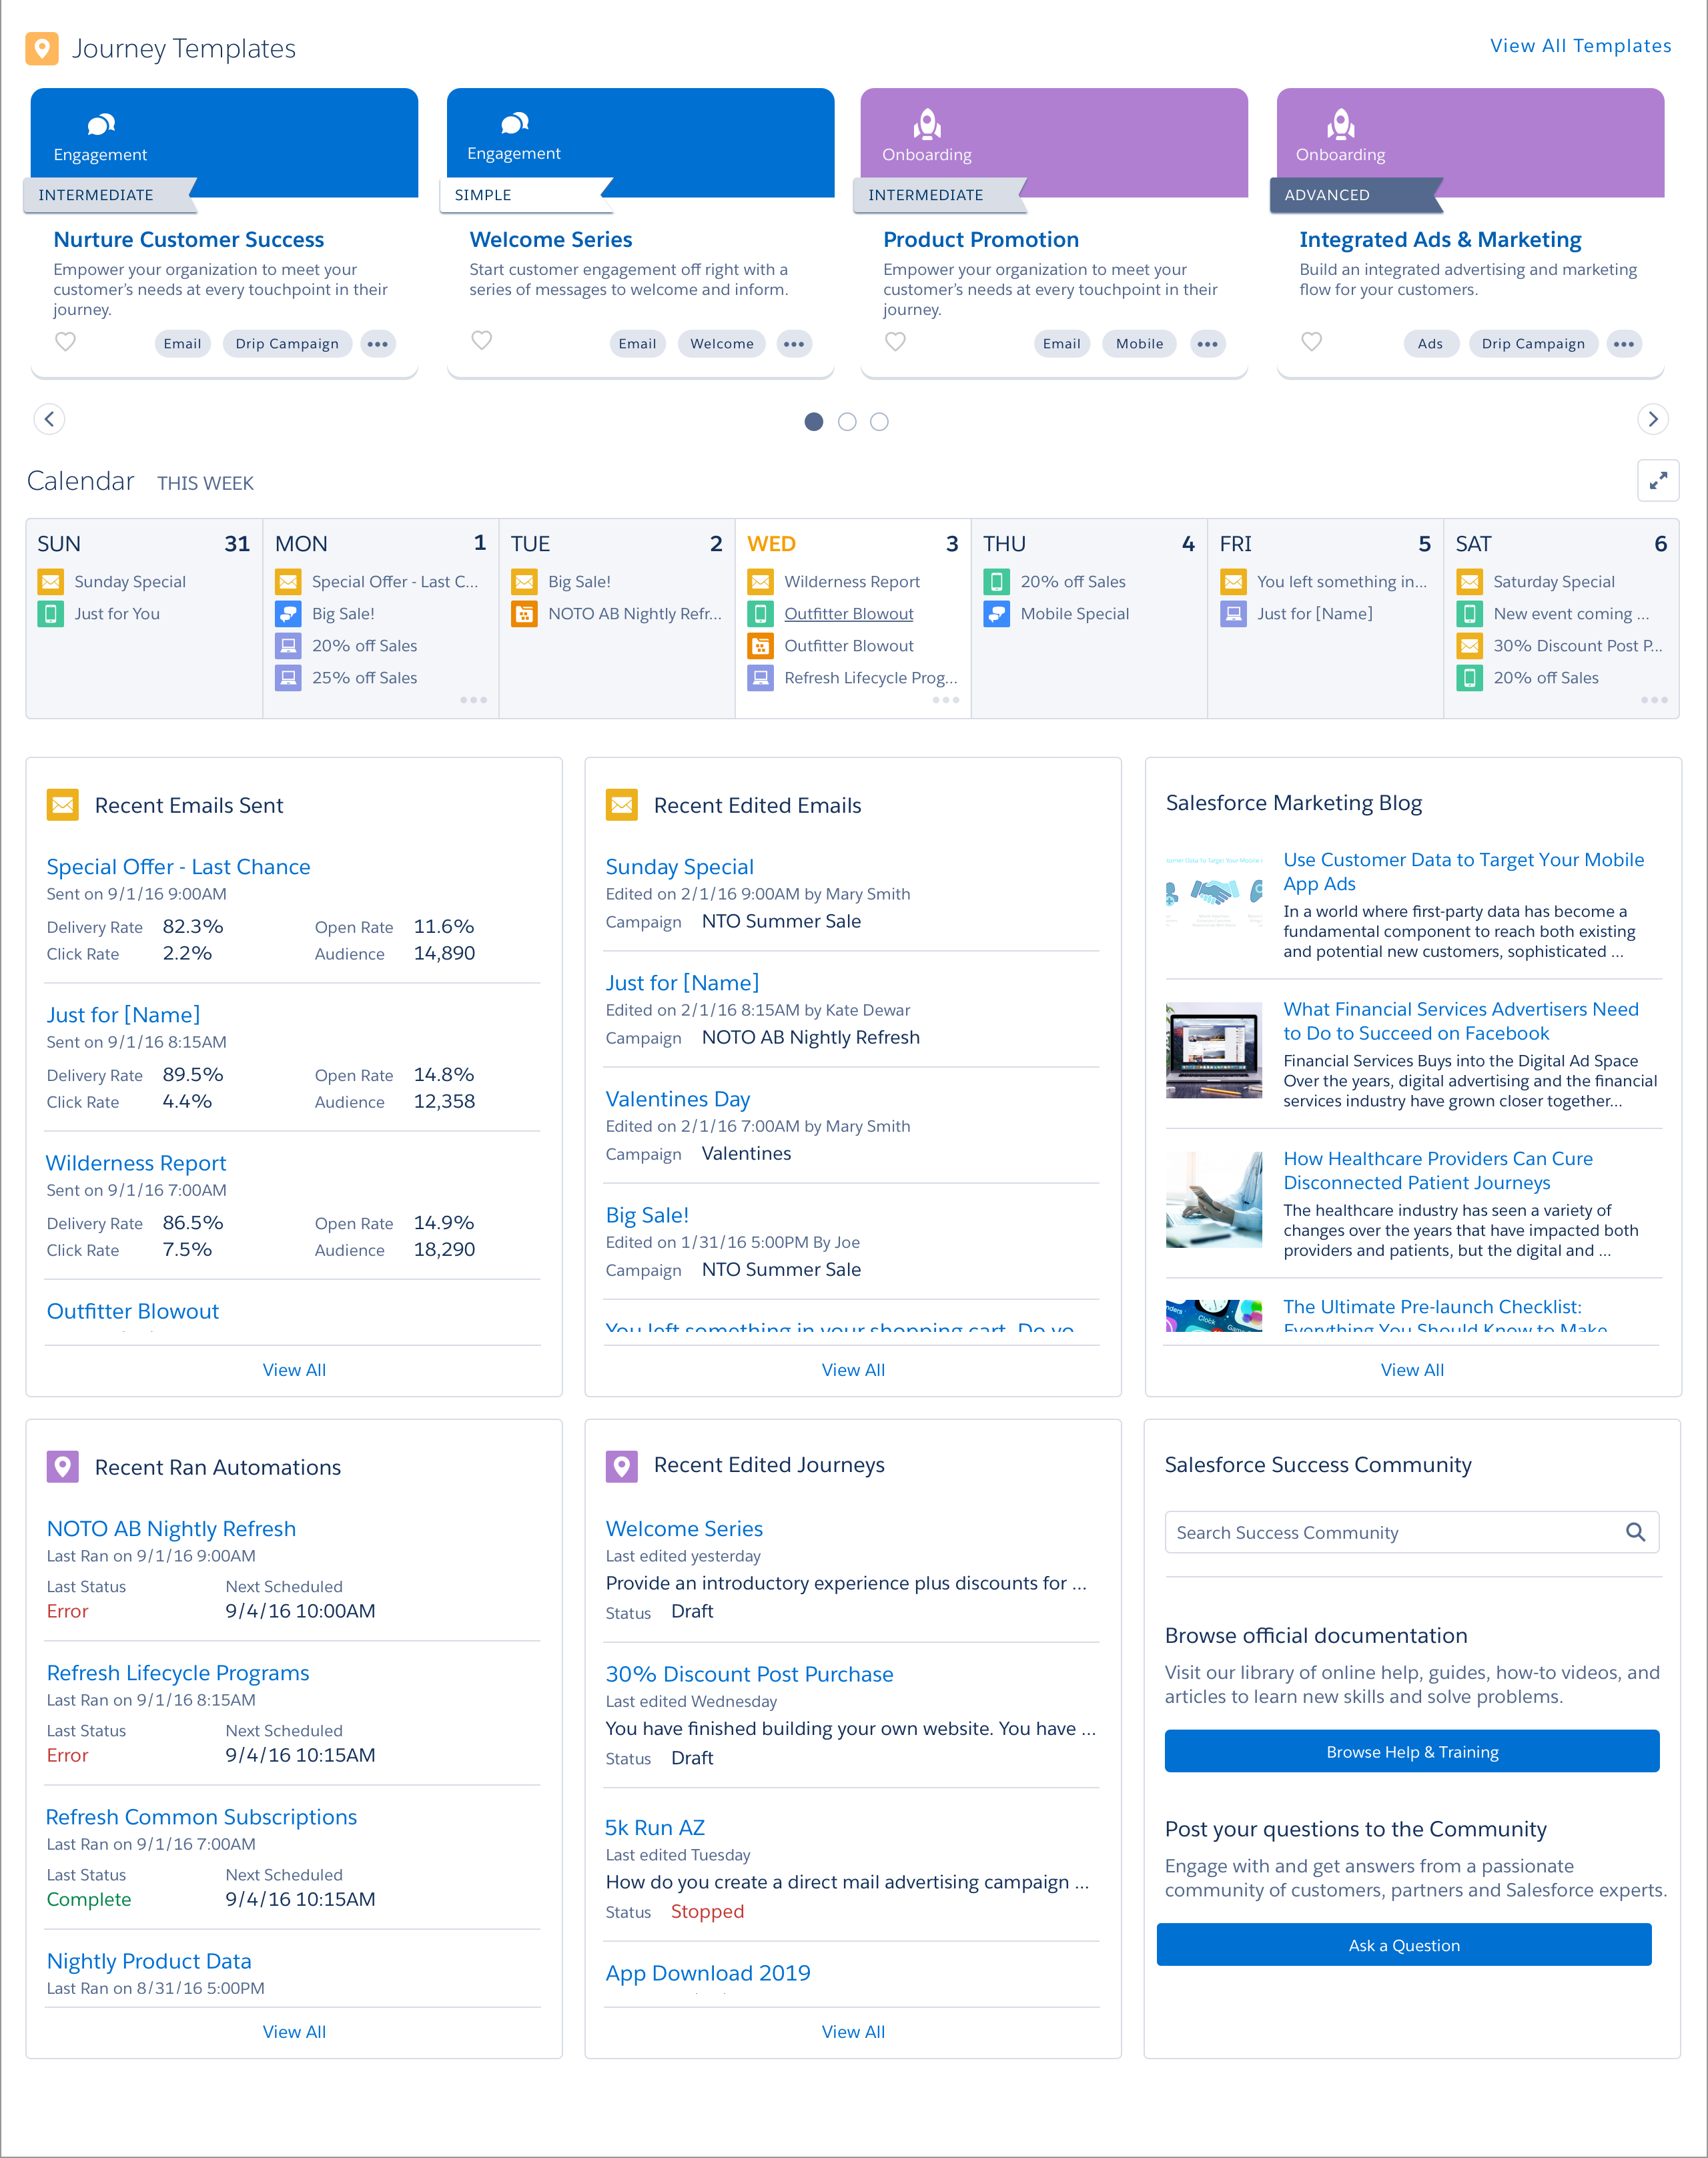 Journey Templates
View All Templates
Engagement
INTERMEDIATE
Nurture Customer Success
Empower your organization to meet your
customer’s needs at every touchpoint in their
journey.
Email Drip Campaign
Engagement
SIMPLE
Welcome Series
Start customer engagement off right with a
series of messages to welcome and inform.
Email Welcome
Onboarding
INTERMEDIATE
Product Promotion
Empower your organization to meet your
customer’s needs at every touchpoint in their
journey.
Email Mobile
Onboarding
ADVANCED
Integrated Ads & Marketing
Build an integrated advertising and marketing
flow for your customers.
Ads Drip Campaign
Calendar THIS WEEK
SUN 31
Sunday Special
Just for You
MON 1
Special Offer - Last C...
Big Sale!
20% off Sales
25% off Sales
TUE 2
Big Sale!
NOTO AB Nightly Refr...
WED 3
Wilderness Report
Outfitter Blowout
Outfitter Blowout
Refresh Lifecycle Prog...
THU 4
20% off Sales
Mobile Special
FRI 5
You left something in...
Just for [Name]
SAT 6
Saturday Special
New event coming ...
30% Discount Post P...
20% off Sales
Recent Emails Sent
Special Offer - Last Chance
Sent on 9/1/16 9:00AM
Delivery Rate 82.3% Open Rate 11.6%
Click Rate 2.2% Audience 14,890
Just for [Name]
Sent on 9/1/16 8:15AM
Delivery Rate 89.5% Open Rate 14.8%
Click Rate 4.4% Audience 12,358
Wilderness Report
Sent on 9/1/16 7:00AM
Delivery Rate 86.5% Open Rate 14.9%
Click Rate 7.5% Audience 18,290
Outfitter Blowout
View All
Recent Edited Emails
Sunday Special
Edited on 2/1/16 9:00AM by Mary Smith
Campaign NTO Summer Sale
Just for [Name]
Edited on 2/1/16 8:15AM by Kate Dewar
Campaign NOTO AB Nightly Refresh
Valentines Day
Edited on 2/1/16 7:00AM by Mary Smith
Campaign Valentines
Big Sale!
Edited on 1/31/16 5:00PM By Joe
Campaign NTO Summer Sale
You left something in your shopping cart. Do yo
View All
Salesforce Marketing Blog
Use Customer Data to Target Your Mobile
App Ads
In a world where first-party data has become a
fundamental component to reach both existing
and potential new customers, sophisticated ...
What Financial Services Advertisers Need
to Do to Succeed on Facebook
Financial Services Buys into the Digital Ad Space
Over the years, digital advertising and the financial
services industry have grown closer together...
How Healthcare Providers Can Cure
Disconnected Patient Journeys
The healthcare industry has seen a variety of
changes over the years that have impacted both
providers and patients, but the digital and ...
Clock
The Ultimate Pre-launch Checklist:
Everything You Should Know to Make
View All
Recent Ran Automations
NOTO AB Nightly Refresh
Last Ran on 9/1/16 9:00AM
Last Status Next Scheduled
Error 9/4/16 10:00AM
Refresh Lifecycle Programs
Last Ran on 9/1/16 8:15AM
Last Status Next Scheduled
Error 9/4/16 10:15AM
Refresh Common Subscriptions
Last Ran on 9/1/16 7:00AM
Last Status Next Scheduled
Complete 9/4/16 10:15AM
Nightly Product Data
Last Ran on 8/31/16 5:00PM
View All
Recent Edited Journeys
Welcome Series
Last edited yesterday
Provide an introductory experience plus discounts for ...
Status Draft
30% Discount Post Purchase
Last edited Wednesday
You have finished building your own website. You have ...
Status Draft
5k Run AZ
Last edited Tuesday
How do you create a direct mail advertising campaign ...
Status Stopped
App Download 2019
View All
Salesforce Success Community
Search Success Community
Browse official documentation
Visit our library of online help, guides, how-to videos, and
articles to learn new skills and solve problems.
Browse Help & Training
Post your questions to the Community
Engage with and get answers from a passionate
community of customers, partners and Salesforce experts.
Ask a Question